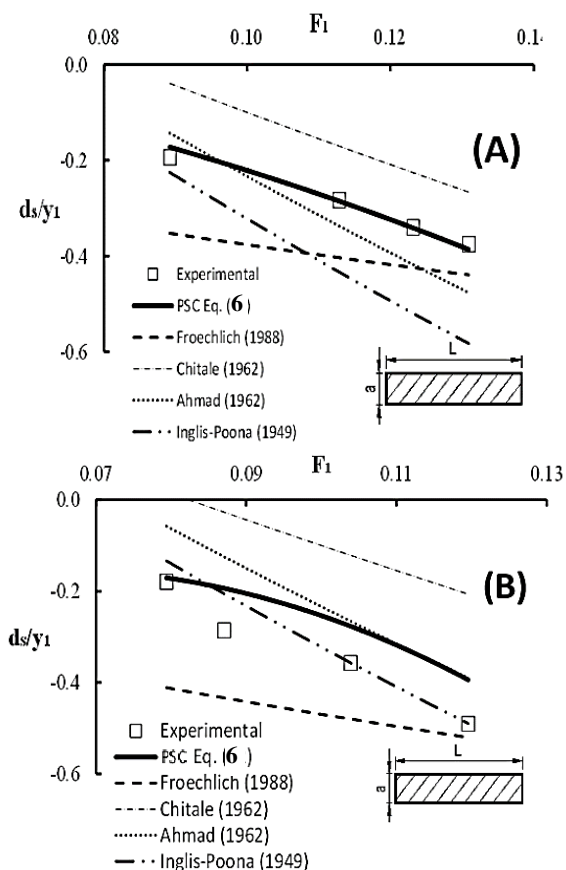 F₁
0.08 0.10 0.12 0.14
0.0
(A)
-0.2
dₛ/y₁
-0.4
Experimental
PSC Eq. (6 )
Froechlich (1988)
L
Chitale (1962)
a
-0.6
Ahmad (1962)
Inglis-Poona (1949)
0.07 0.09 F₁ 0.11 0.13
0.0
(B)
-0.2
dₛ/y₁
-0.4
Experimental
PSC Eq. (6 )
L
-0.6
a
Froechlich (1988)
Chitale (1962)
Ahmad (1962)
Inglis-Poona (1949)